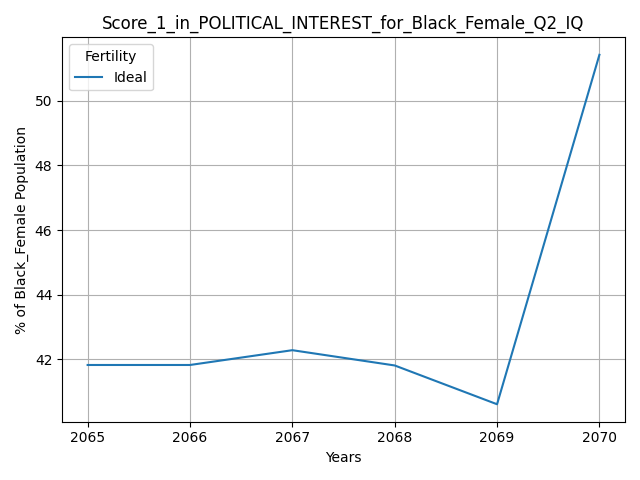 Score_1_in_POLITICAL_INTEREST_for_Black_Female_Q2_IQ
Fertility
Ideal
% of Black_Female Population
50
48
46
44
42
2065 2066 2067 2068 2069 2070
Years